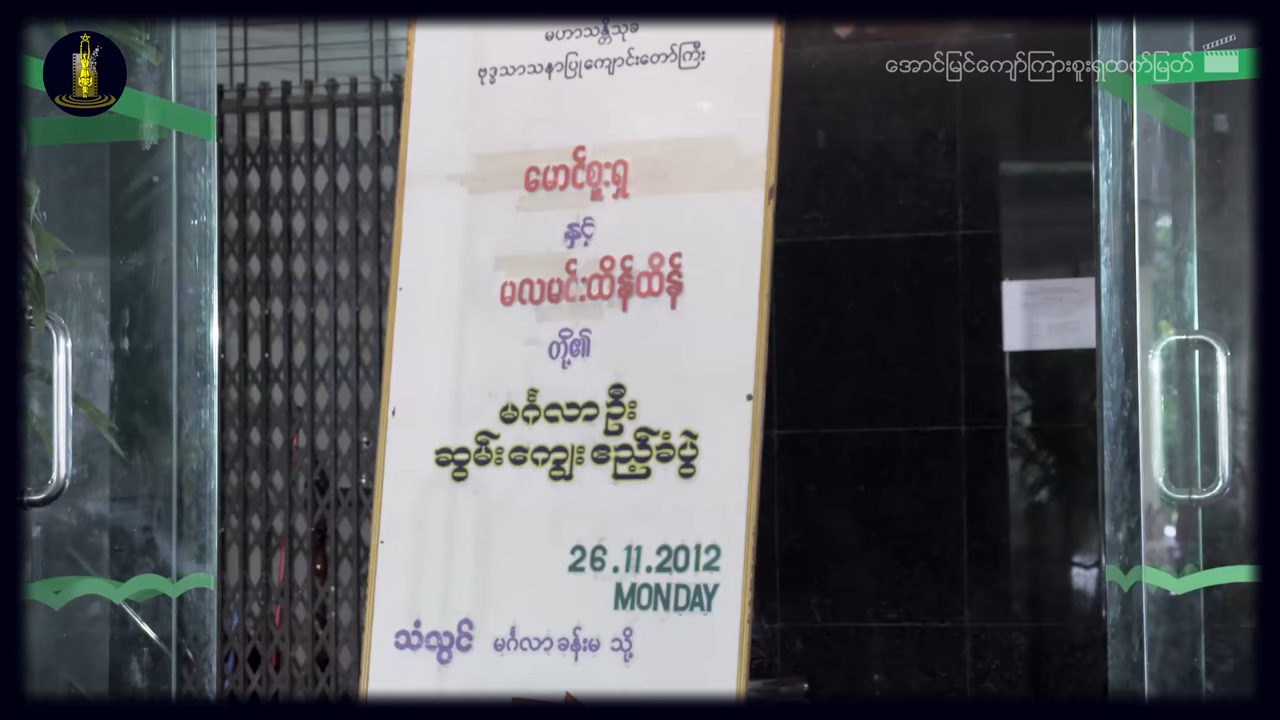 မဟာသန္တိသုခ
ဗုဒ္ဓသာသနာပြုကျောင်းတော်ကြီး
အောင်မြင်ကျော်ကြားစူးရှထက်မြတ်
မောင်စူးရှ
နှင့်
မလမင်းထိန်ထိန်
တို့၏
မင်္ဂလာဦး
ဆွမ်းကျွေးဧည့်ခံပွဲ
26.11.2012
MONDAY
သံလွင် မင်္ဂလာခန်းမ သို့